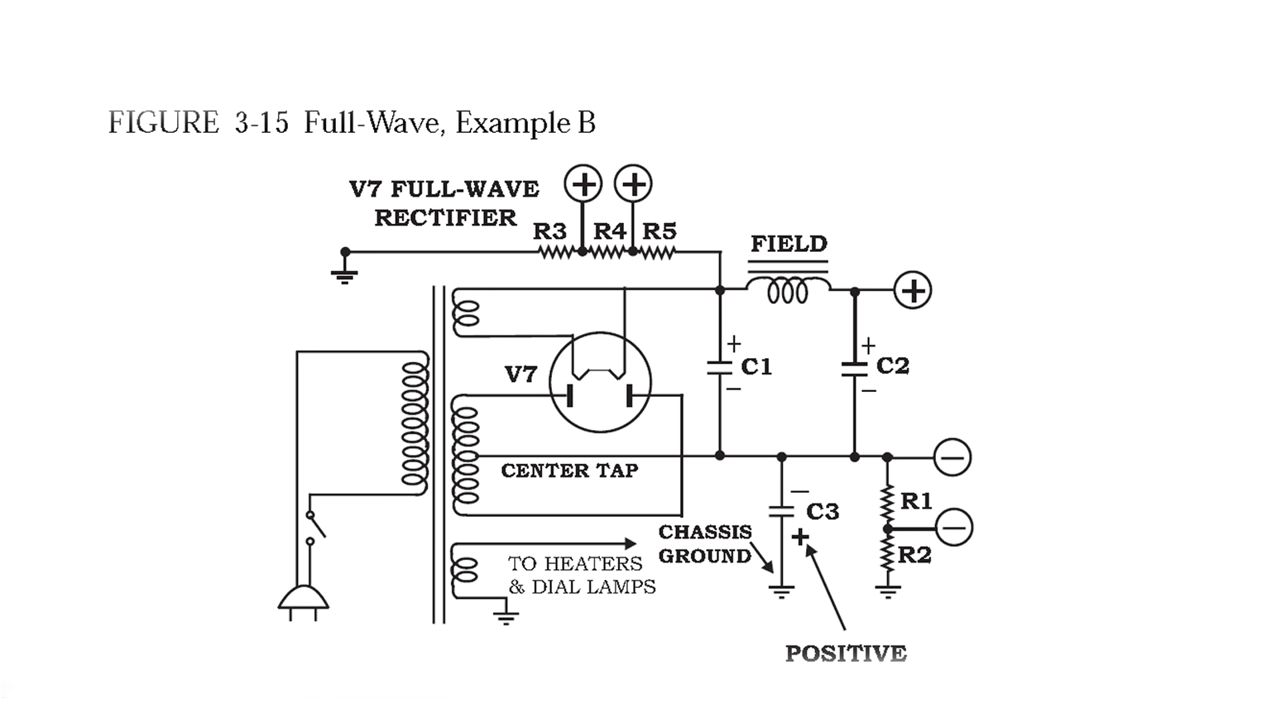 FIGURE 3-15 Full-Wave, Example B
V7 FULL-WAVE
RECTIFIER
+ +
R3 R4 R5
FIELD
+
+
C1
−
+
C2
−
V7
CENTER TAP
−
−
C3
+
R1
−
R2
CHASSIS
GROUND
TO HEATERS
& DIAL LAMPS
POSITIVE